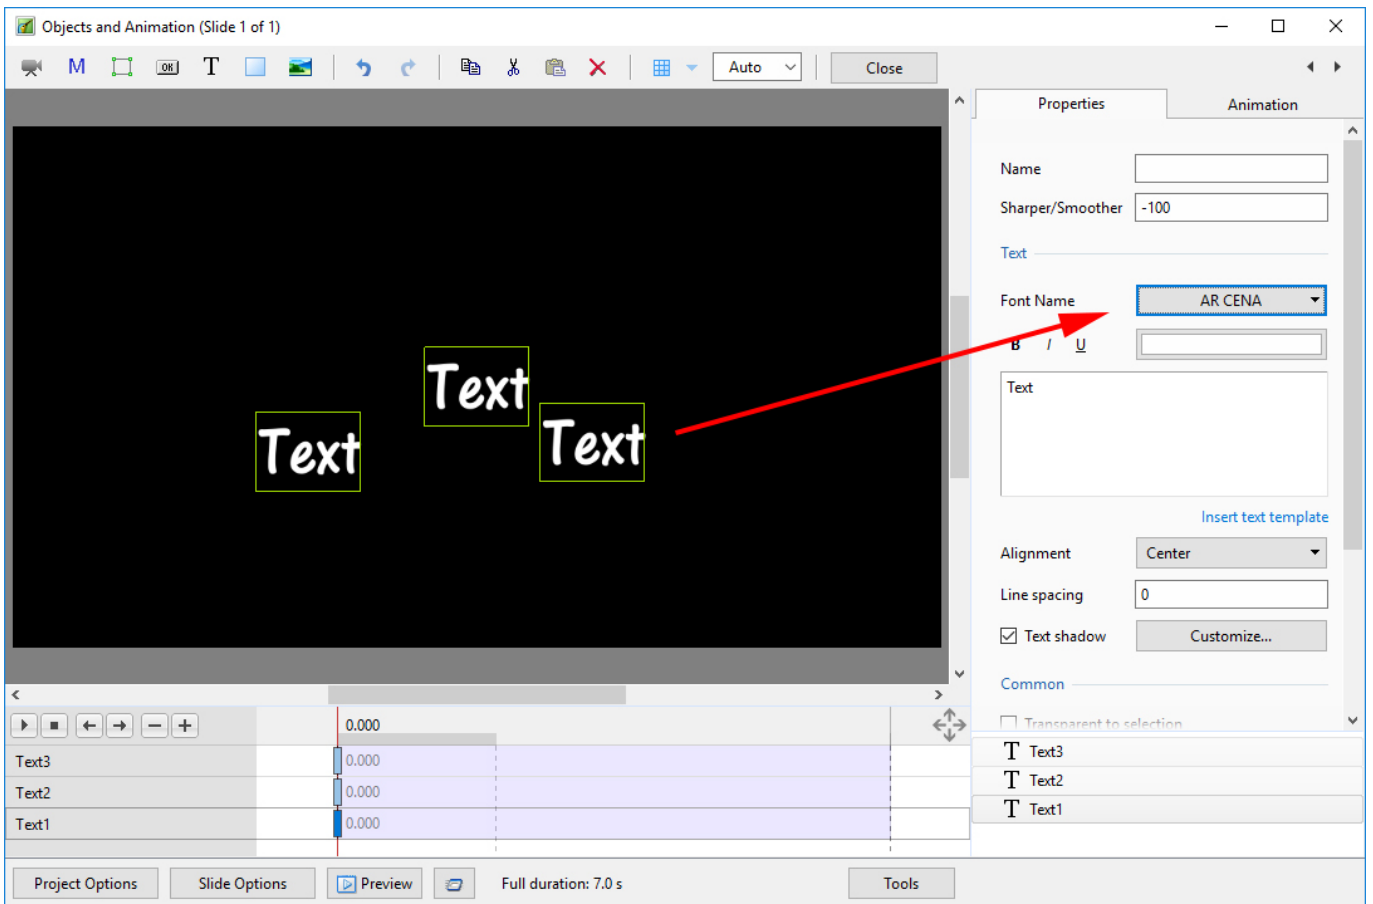 Objects and Animation (Slide 1 of 1)
M OK T Auto Close
Properties Animation
Name
Sharper/Smoother -100
Text
Font Name AR CENA
B I U
Text
Text
Text
Text
Insert text template
Alignment Center
Line spacing 0
Text shadow Customize...
Common
Transparent to selection
0.000
Text3 0.000
Text2 0.000
Text1 0.000
T Text3
T Text2
T Text1
Project Options Slide Options Preview Full duration: 7.0 s Tools